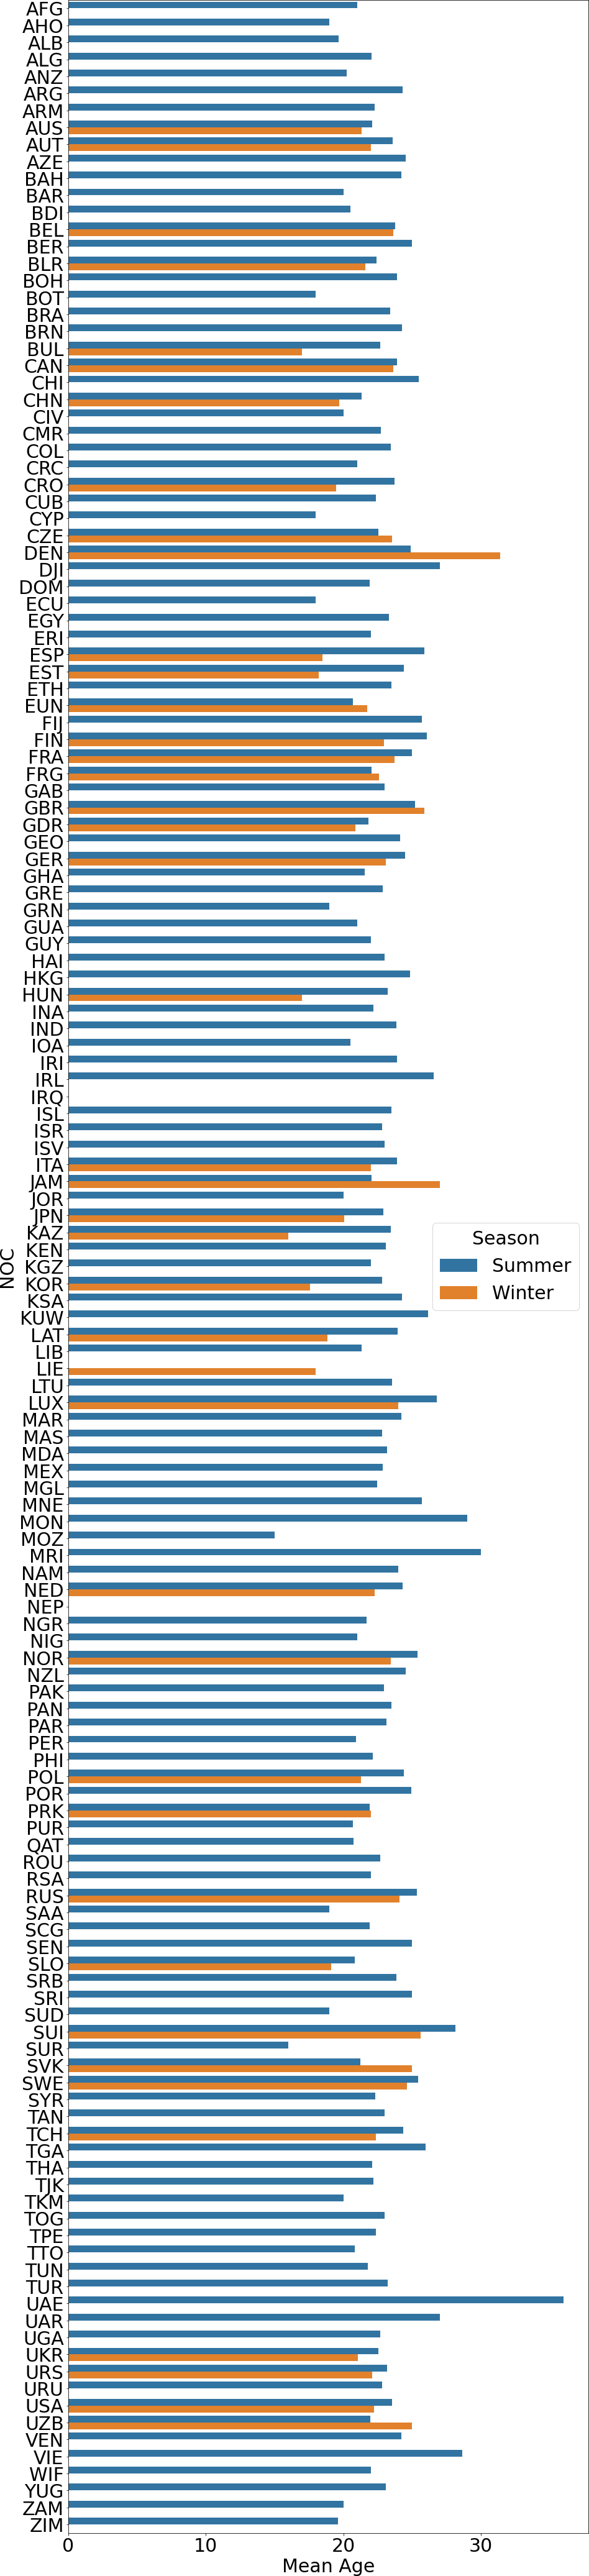 AFG
AHO
ALB
ALG
ANZ
ARG
ARM
AUS
AUT
AZE
BAH
BAR
BDI
BEL
BER
BLR
BOH
BOT
BRA
BRN
BUL
CAN
CHI
CHN
CIV
CMR
COL
CRC
CRO
CUB
CYP
CZE
DEN
DJI
DOM
ECU
EGY
ERI
ESP
EST
ETH
EUN
FIJ
FIN
FRA
FRG
GAB
GBR
GDR
GEO
GER
GHA
GRE
GRN
GUA
GUY
HAI
HKG
HUN
INA
IND
IOA
IRI
IRL
IRQ
ISL
ISR
ISV
ITA
JAM
JOR
JPN
KAZ
KEN
KGZ
KOR
KSA
KUW
LAT
LIB
LIE
LTU
LUX
MAR
MAS
MDA
MEX
MGL
MNE
MON
MOZ
MRI
NAM
NED
NEP
NGR
NIG
NOR
NZL
PAK
PAN
PAR
PER
PHI
POL
POR
PRK
PUR
QAT
ROU
RSA
RUS
SAA
SCG
SEN
SLO
SRB
SRI
SUD
SUI
SUR
SVK
SWE
SYR
TAN
TCH
TGA
THA
TJK
TKM
TOG
TPE
TTO
TUN
TUR
UAE
UAR
UGA
UKR
URS
URU
USA
UZB
VEN
VIE
WIF
YUG
ZAM
ZIM
NOC
Season
Summer
Winter
0 10 20 30
Mean Age